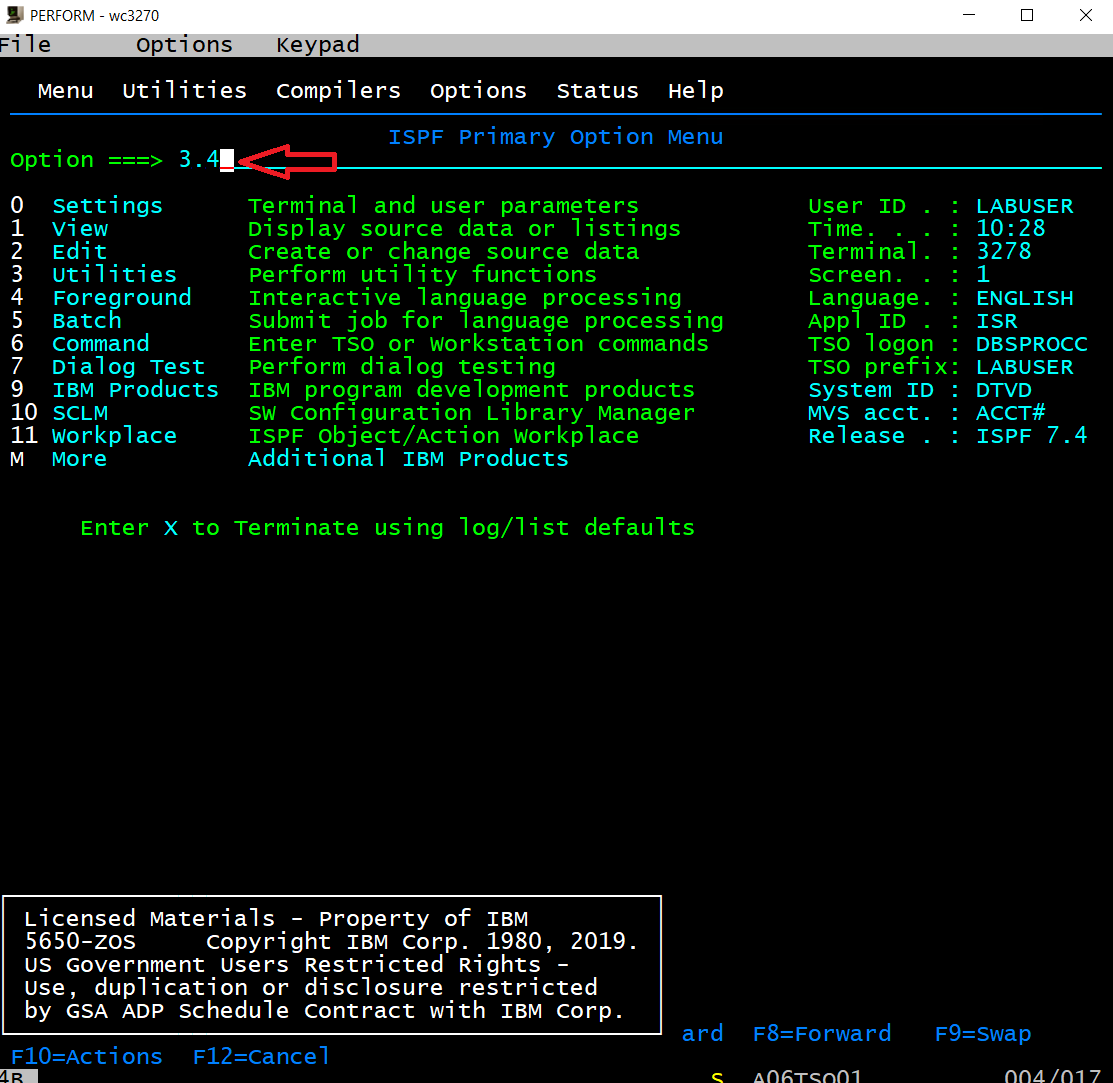 PERFORM - wc3270
File Options Keypad
Menu Utilities Compilers Options Status Help
ISPF Primary Option Menu
Option ===> 3.4
0 Settings Terminal and user parameters User ID . : LABUSER
1 View Display source data or listings Time. . . : 10:28
2 Edit Create or change source data Terminal. : 3278
3 Utilities Perform utility functions Screen. . : 1
4 Foreground Interactive language processing Language. : ENGLISH
5 Batch Submit job for language processing Appl ID . : ISR
6 Command Enter TSO or Workstation commands TSO logon : DBSPROCC
7 Dialog Test Perform dialog testing TSO prefix: LABUSER
9 IBM Products IBM program development products System ID : DTVD
10 SCLM SW Configuration Library Manager MVS acct. : ACCT#
11 Workplace ISPF Object/Action Workplace Release . : ISPF 7.4
M More Additional IBM Products
Enter X to Terminate using log/list defaults
Licensed Materials - Property of IBM
5650-ZOS Copyright IBM Corp. 1980, 2019.
US Government Users Restricted Rights -
Use, duplication or disclosure restricted
by GSA ADP Schedule Contract with IBM Corp.
ard F8=Forward F9=Swap
F10=Actions F12=Cancel
4B S A06TSO01 004/017